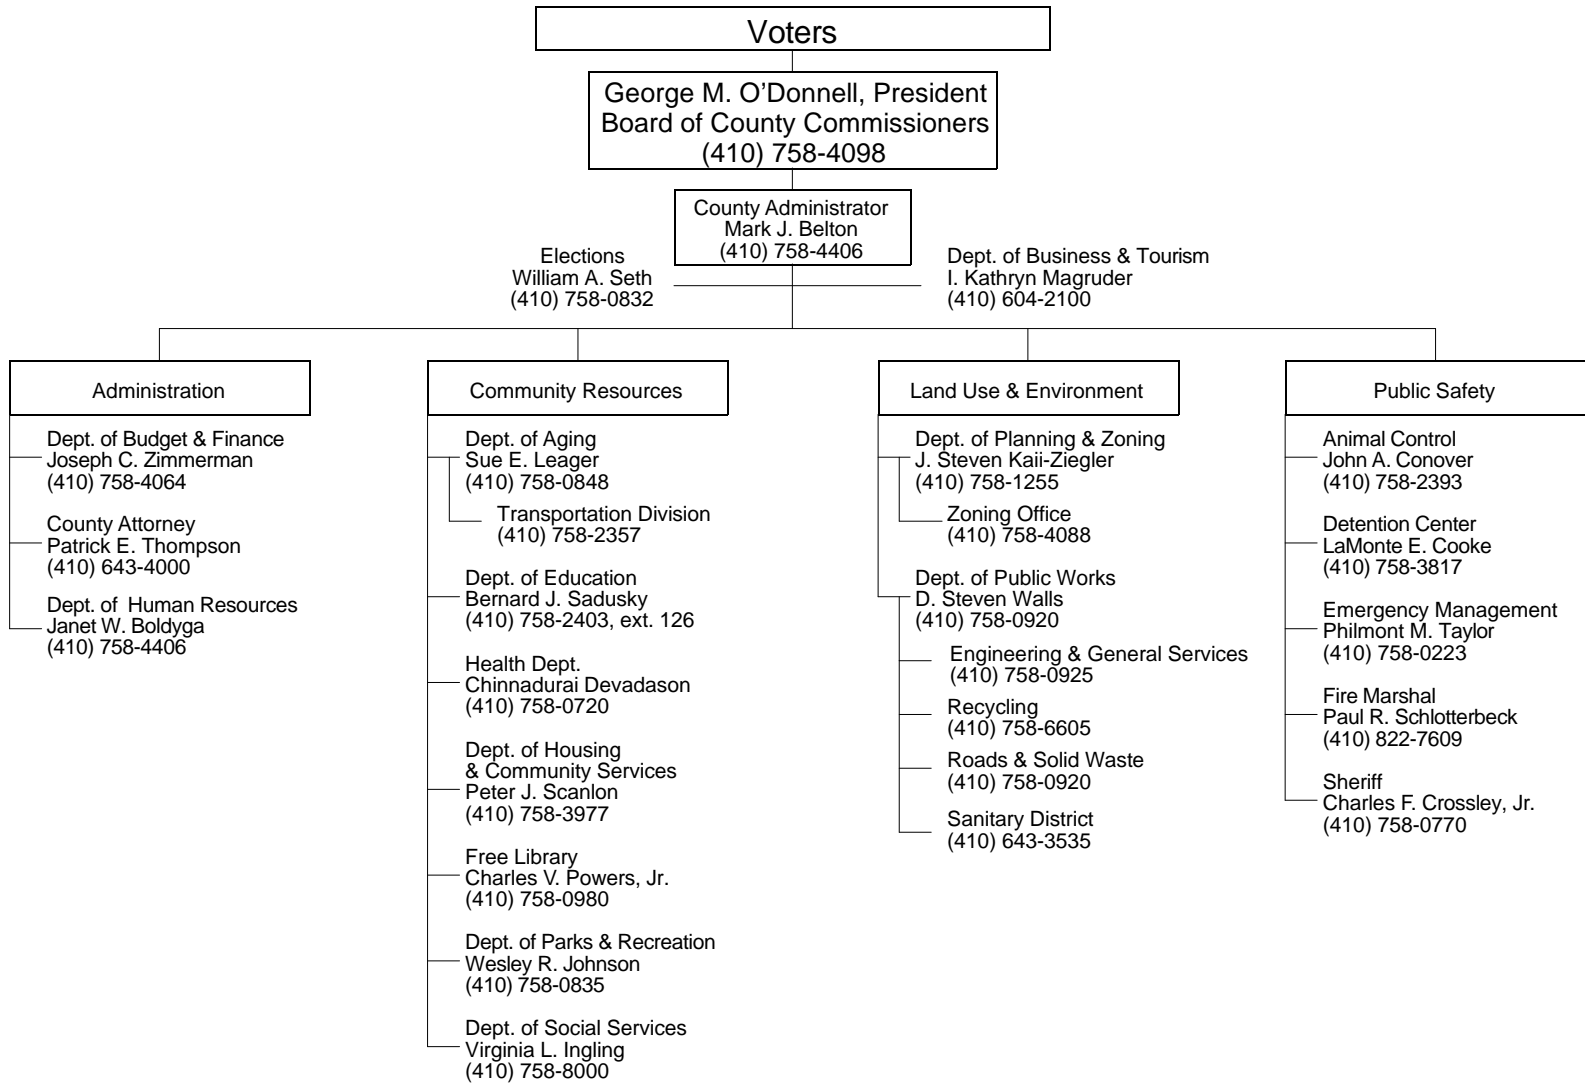 Voters
George M. O'Donnell, President
Board of County Commissioners
(410) 758-4098
County Administrator
Mark J. Belton
(410) 758-4406
Elections
William A. Seth
(410) 758-0832
Dept. of Business & Tourism
I. Kathryn Magruder
(410) 604-2100
Administration
Dept. of Budget & Finance
Joseph C. Zimmerman
(410) 758-4064
County Attorney
Patrick E. Thompson
(410) 643-4000
Dept. of Human Resources
Janet W. Boldyga
(410) 758-4406
Community Resources
Dept. of Aging
Sue E. Leager
(410) 758-0848
Transportation Division
(410) 758-2357
Dept. of Education
Bernard J. Sadusky
(410) 758-2403, ext. 126
Health Dept.
Chinnadurai Devadason
(410) 758-0720
Dept. of Housing
& Community Services
Peter J. Scanlon
(410) 758-3977
Free Library
Charles V. Powers, Jr.
(410) 758-0980
Dept. of Parks & Recreation
Wesley R. Johnson
(410) 758-0835
Dept. of Social Services
Virginia L. Ingling
(410) 758-8000
Land Use & Environment
Dept. of Planning & Zoning
J. Steven Kaii-Ziegler
(410) 758-1255
Zoning Office
(410) 758-4088
Dept. of Public Works
D. Steven Walls
(410) 758-0920
Engineering & General Services
(410) 758-0925
Recycling
(410) 758-6605
Roads & Solid Waste
(410) 758-0920
Sanitary District
(410) 643-3535
Public Safety
Animal Control
John A. Conover
(410) 758-2393
Detention Center
LaMonte E. Cooke
(410) 758-3817
Emergency Management
Philmont M. Taylor
(410) 758-0223
Fire Marshal
Paul R. Schlotterbeck
(410) 822-7609
Sheriff
Charles F. Crossley, Jr.
(410) 758-0770